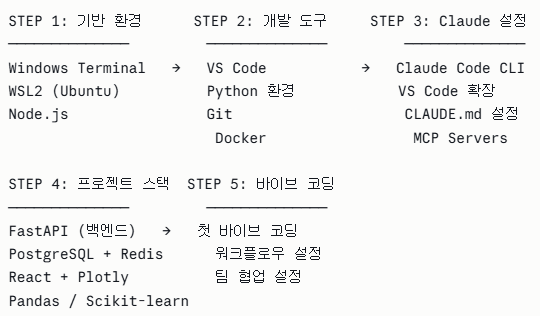 STEP 1: 기반 환경 STEP 2: 개발 도구 STEP 3: Claude 설정
Windows Terminal → VS Code → Claude Code CLI
WSL2 (Ubuntu) Python 환경 VS Code 확장
Node.js Git CLAUDE.md 설정
Docker MCP Servers
STEP 4: 프로젝트 스택 STEP 5: 바이브 코딩
FastAPI (백엔드) → 첫 바이브 코딩
PostgreSQL + Redis 워크플로우 설정
React + Plotly 팀 협업 설정
Pandas / Scikit-learn